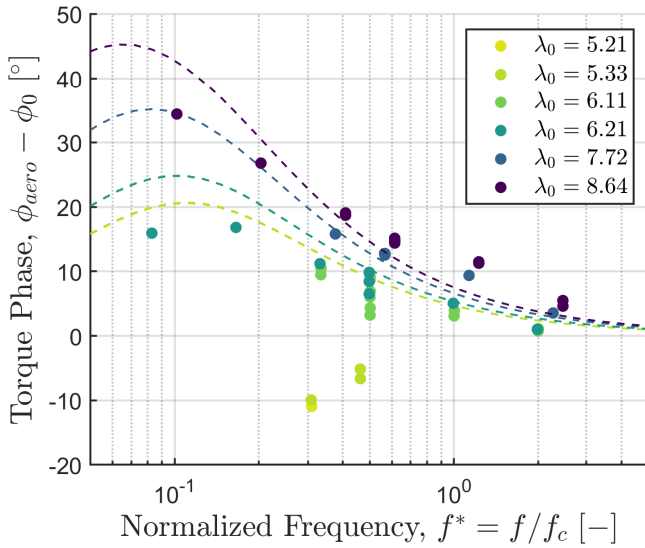 50
40
30
20
10
0
-10
-20
Torque Phase, ϕ_aero − ϕ_0 [°]
λ_0 = 5.21
λ_0 = 5.33
λ_0 = 6.11
λ_0 = 6.21
λ_0 = 7.72
λ_0 = 8.64
10^-1
10^0
Normalized Frequency, f* = f/f_c [−]